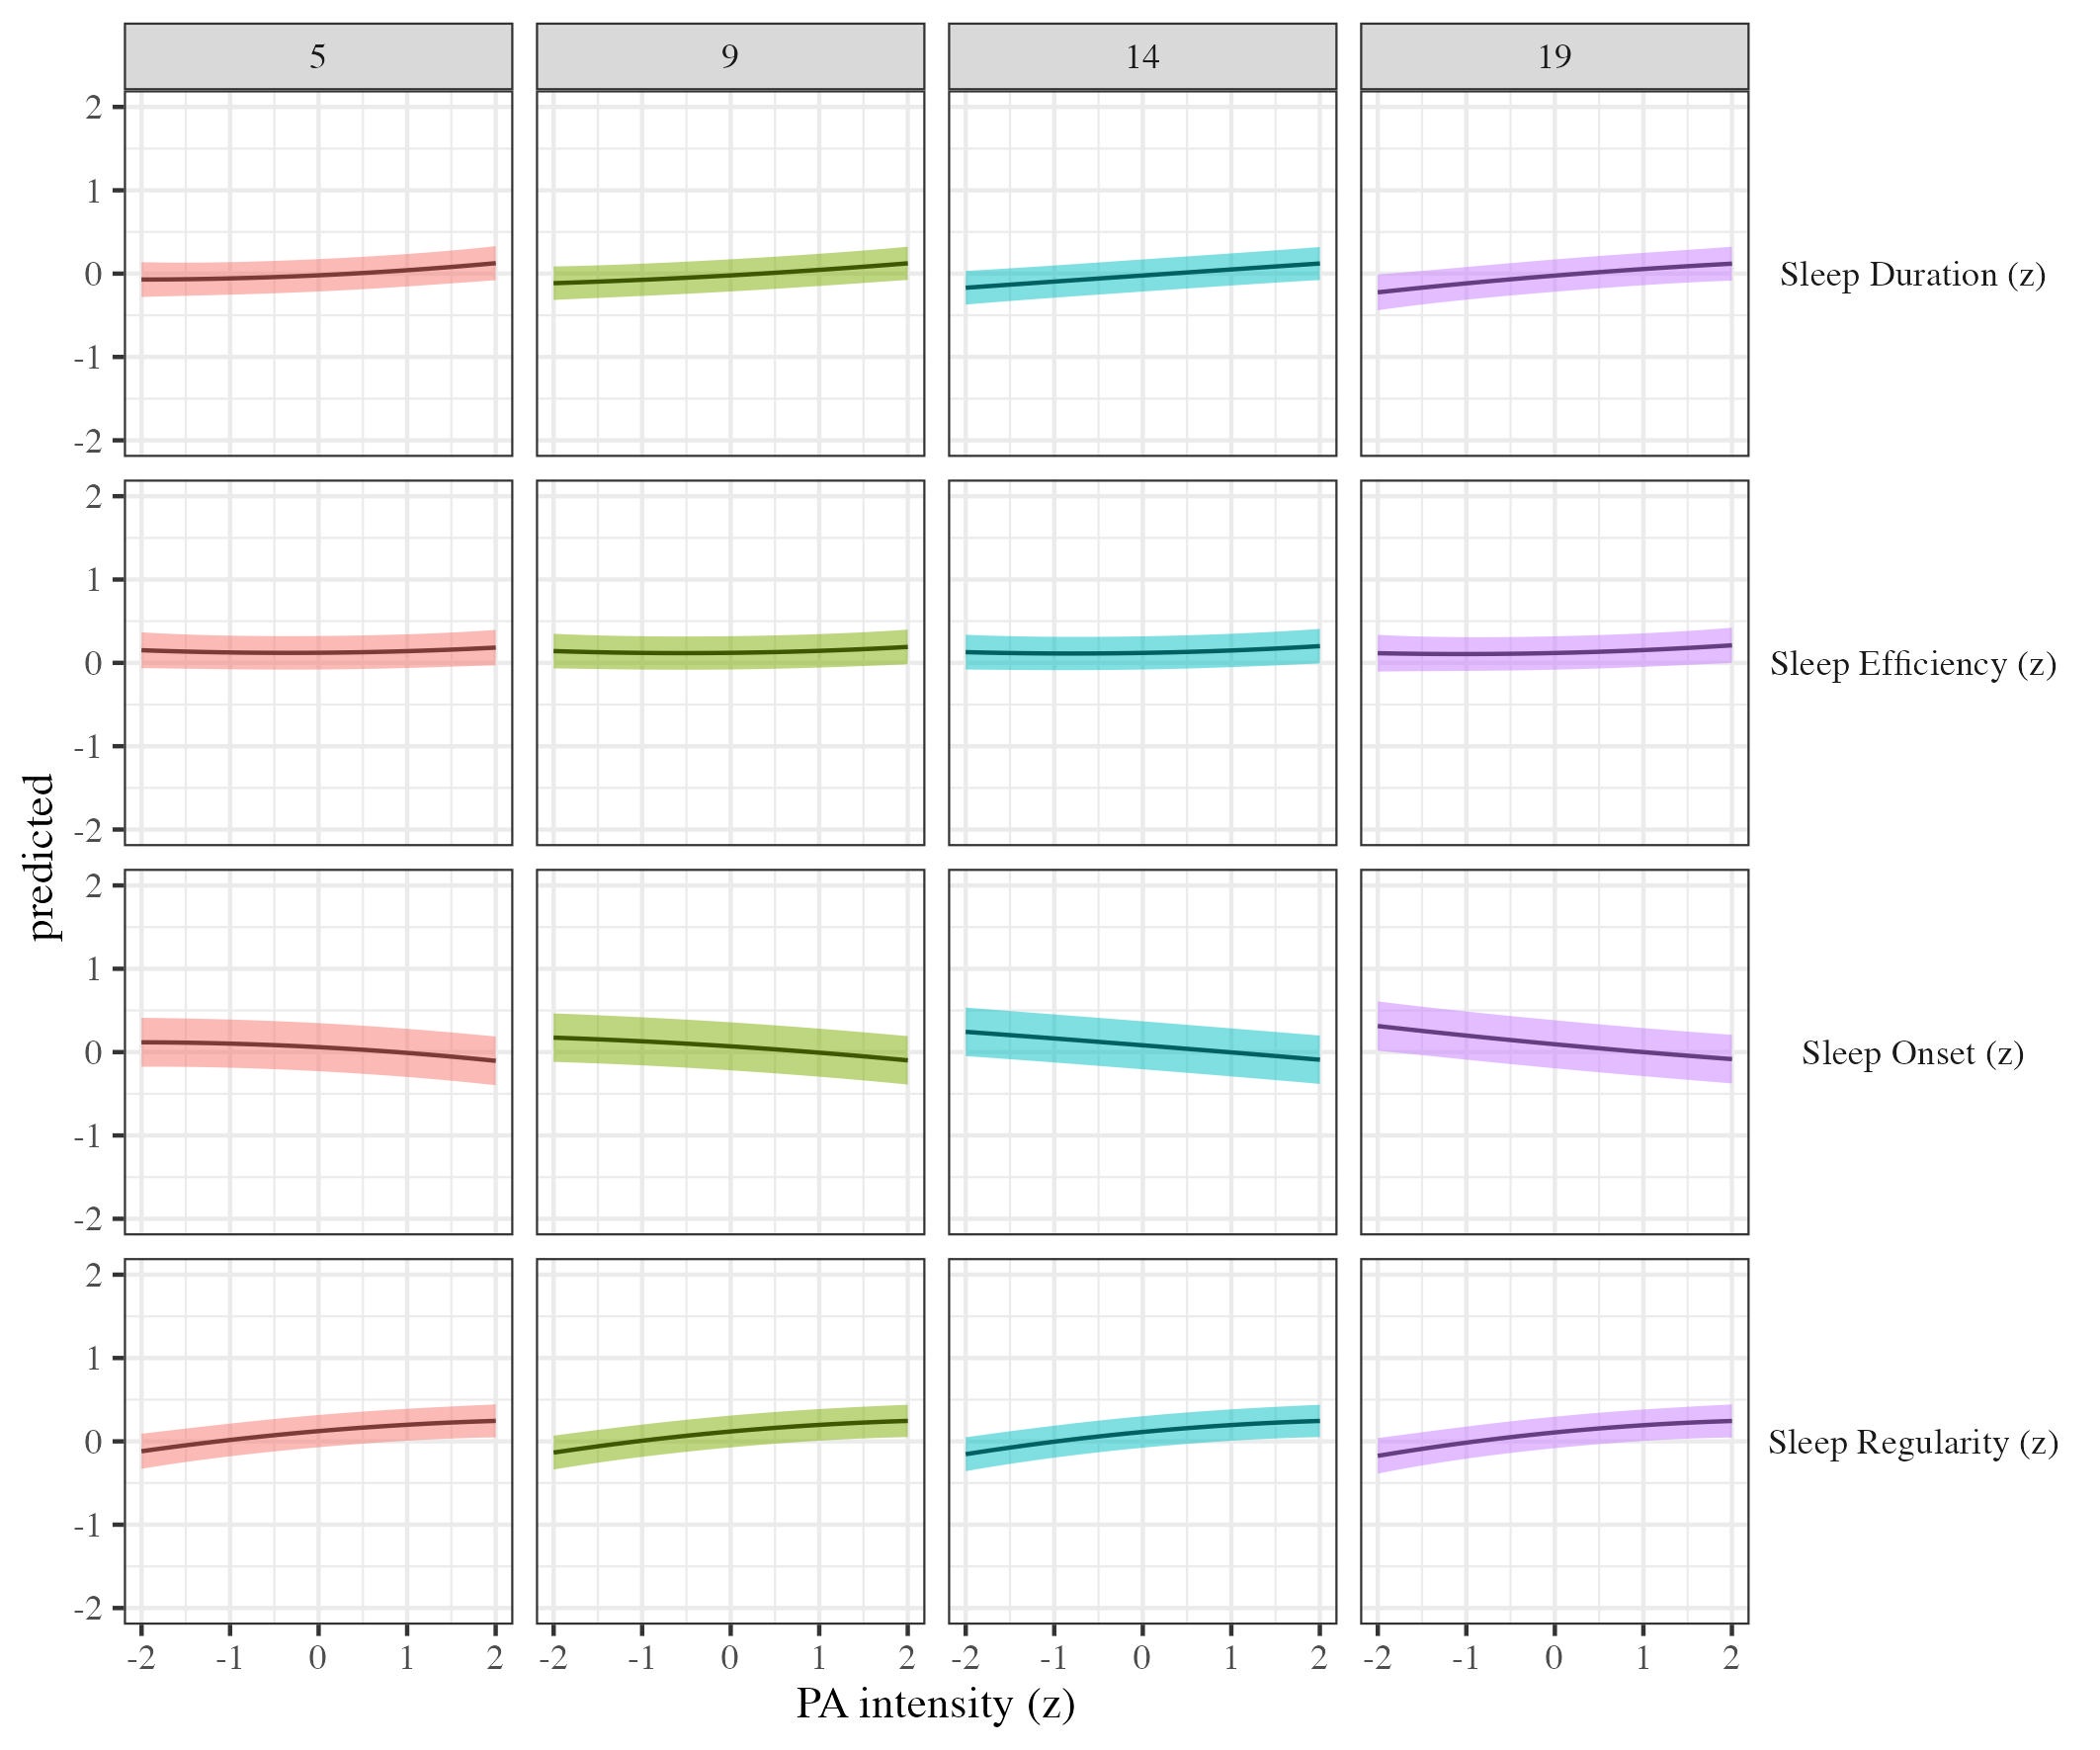 5 9 14 19
2
1
0
-1
-2
Sleep Duration (z)
2
1
0
-1
-2
Sleep Efficiency (z)
predicted
2
1
0
-1
-2
Sleep Onset (z)
2
1
0
-1
-2
Sleep Regularity (z)
-2 -1 0 1 2 -2 -1 0 1 2 -2 -1 0 1 2 -2 -1 0 1 2
PA intensity (z)